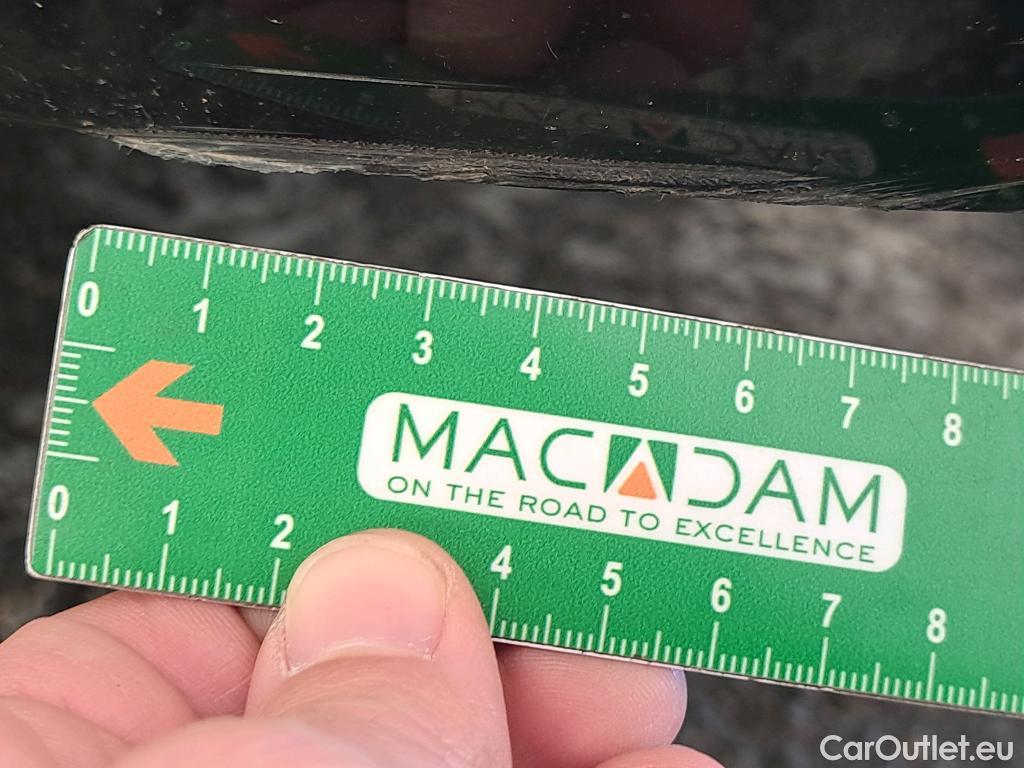 0 1 2 3 4 5 6 7 8
MACADAM
ON THE ROAD TO EXCELLENCE
0 1 2 4 5 6 7 8
CarOutlet.eu